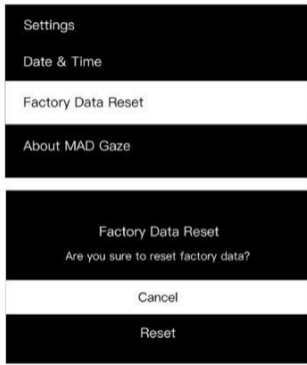 Settings
Date & Time
Factory Data Reset
About MAD Gaze
Factory Data Reset
Are you sure to reset factory data?
Cancel
Reset